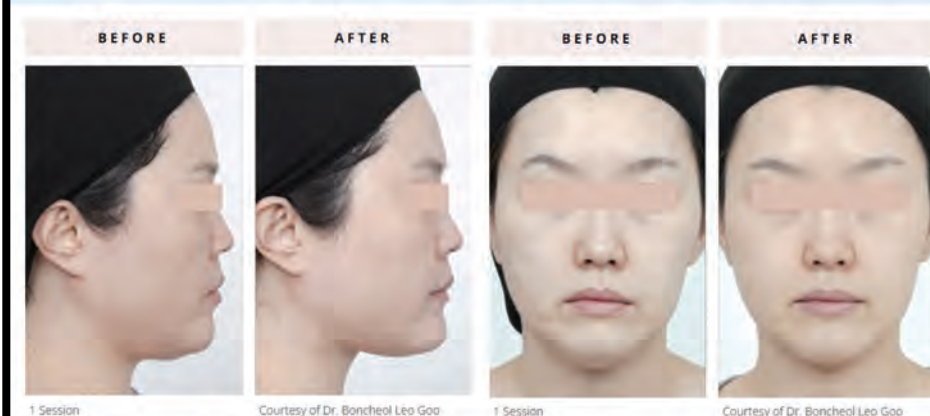 BEFORE
AFTER
BEFORE
AFTER
1 Session
Courtesy of Dr. Boncheol Leo Goo
1 Session
Courtesy of Dr. Boncheol Leo Goo